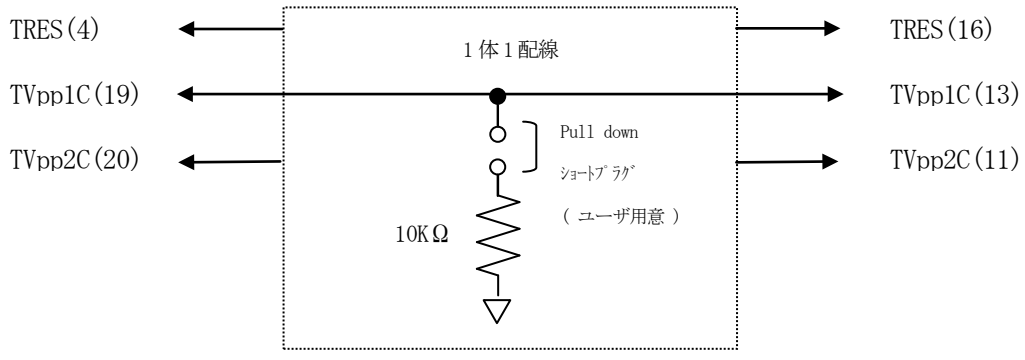 TRES(4)
TRES(16)
1体1配線
TVpp1C(19)
TVpp1C(13)
Pull down
TVpp2C(20)
TVpp2C(11)
ｼｮｰﾄﾌﾟﾗｸﾞ
( ユーザ用意 )
10KΩ